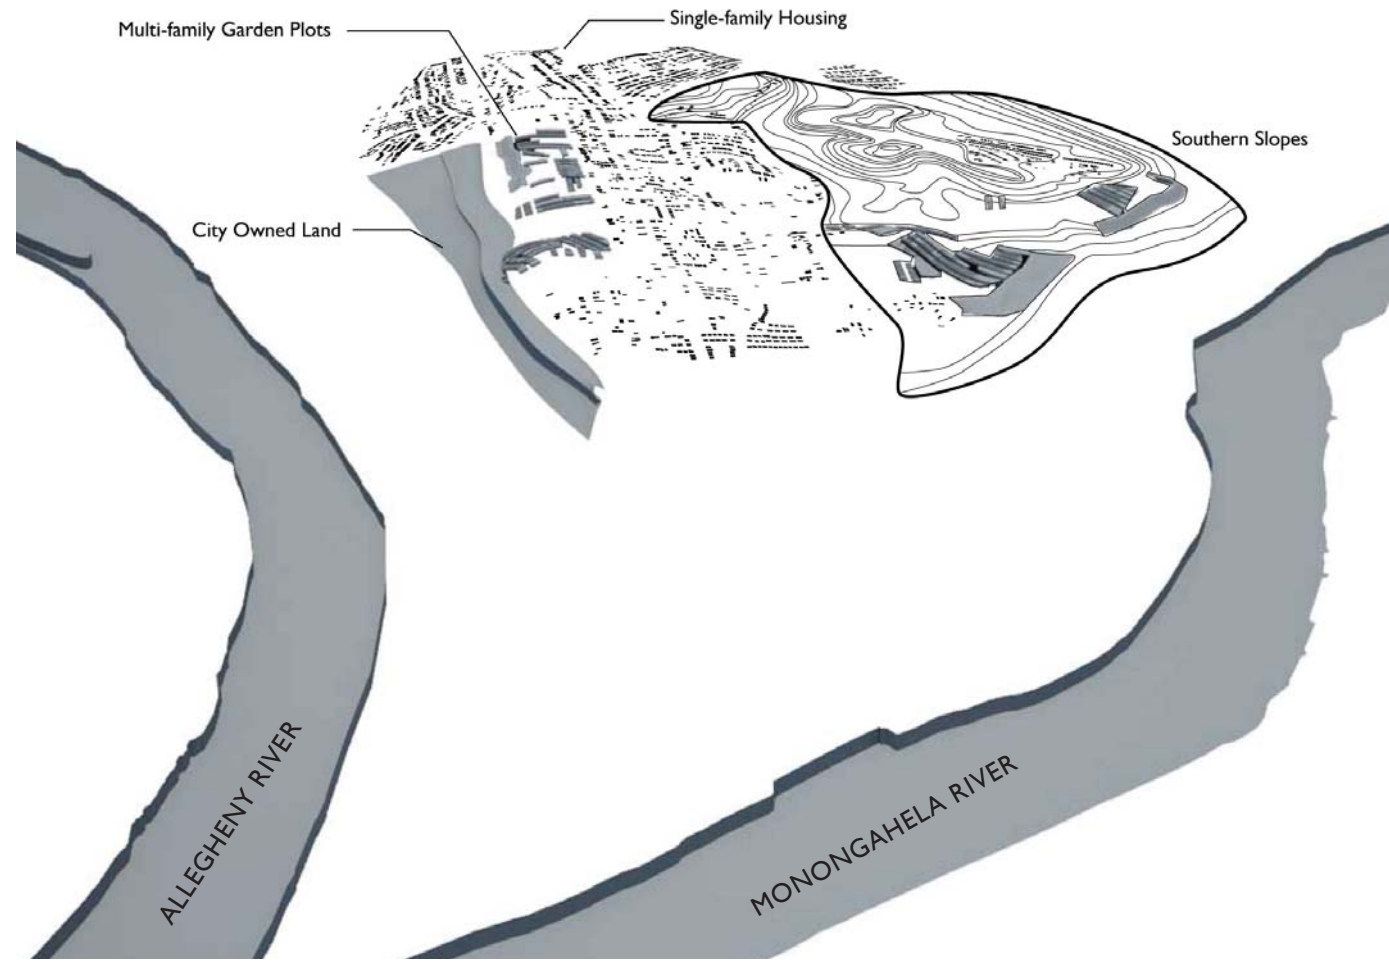 Single-family Housing
Multi-family Garden Plots
Southern Slopes
City Owned Land
ALLEGHENY RIVER
MONONGAHELA RIVER